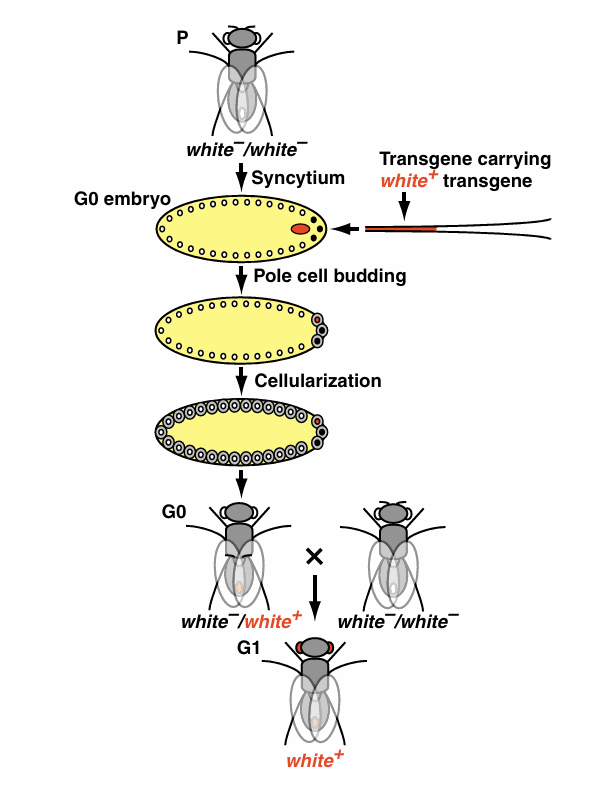 P
white⁻/white⁻
Transgene carrying
white⁺ transgene
Syncytium
G0 embryo
Pole cell budding
Cellularization
G0
×
white⁻/white⁺
white⁻/white⁻
G1
white⁺